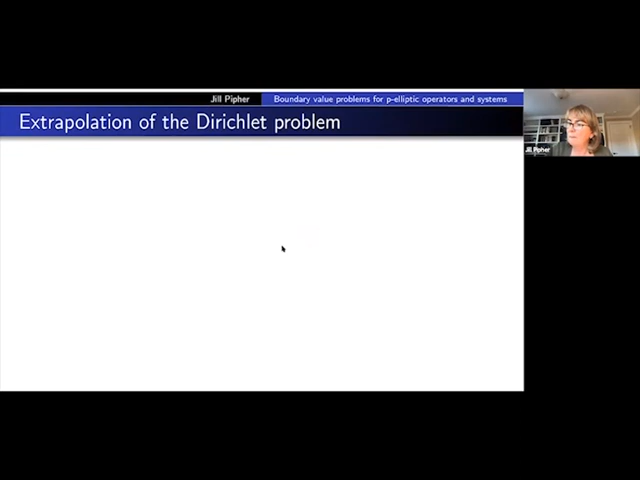 Jill Pipher Boundary value problems for p-elliptic operators and systems
Extrapolation of the Dirichlet problem
Jill Pipher